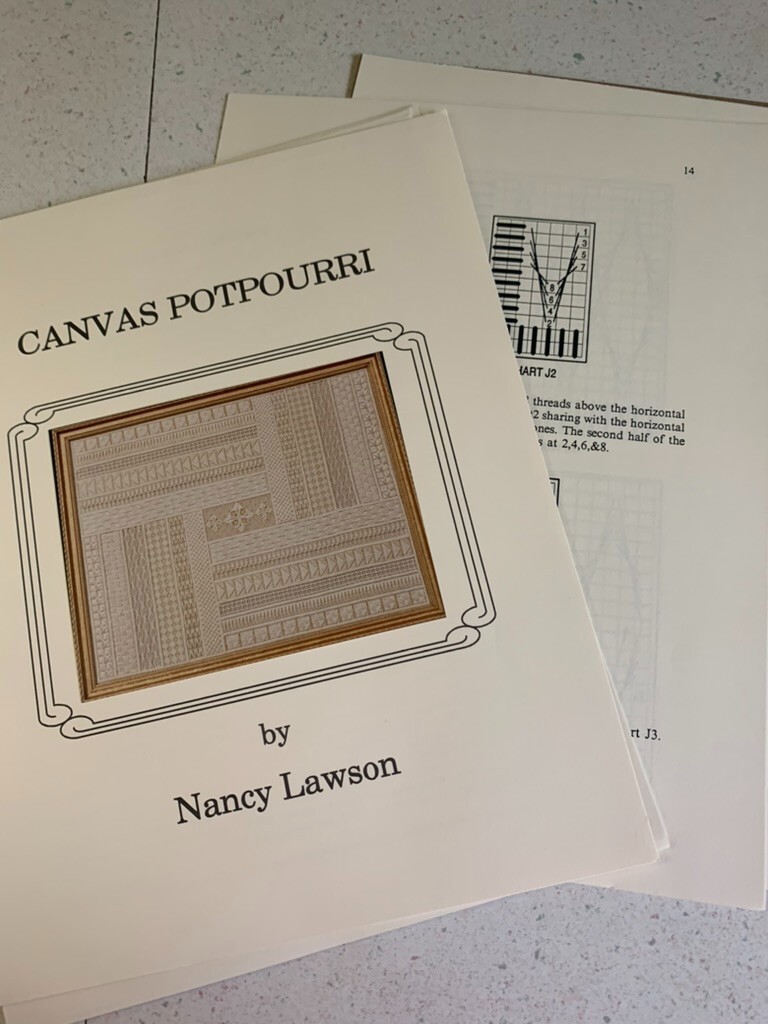 CANVAS POTPOURRI
by
Nancy Lawson
14
1
3
5
7
8
6
4
2
HART J2
threads above the horizontal
2 sharing with the horizontal
ones. The second half of the
s at 2,4,6,&8.
rt J3.